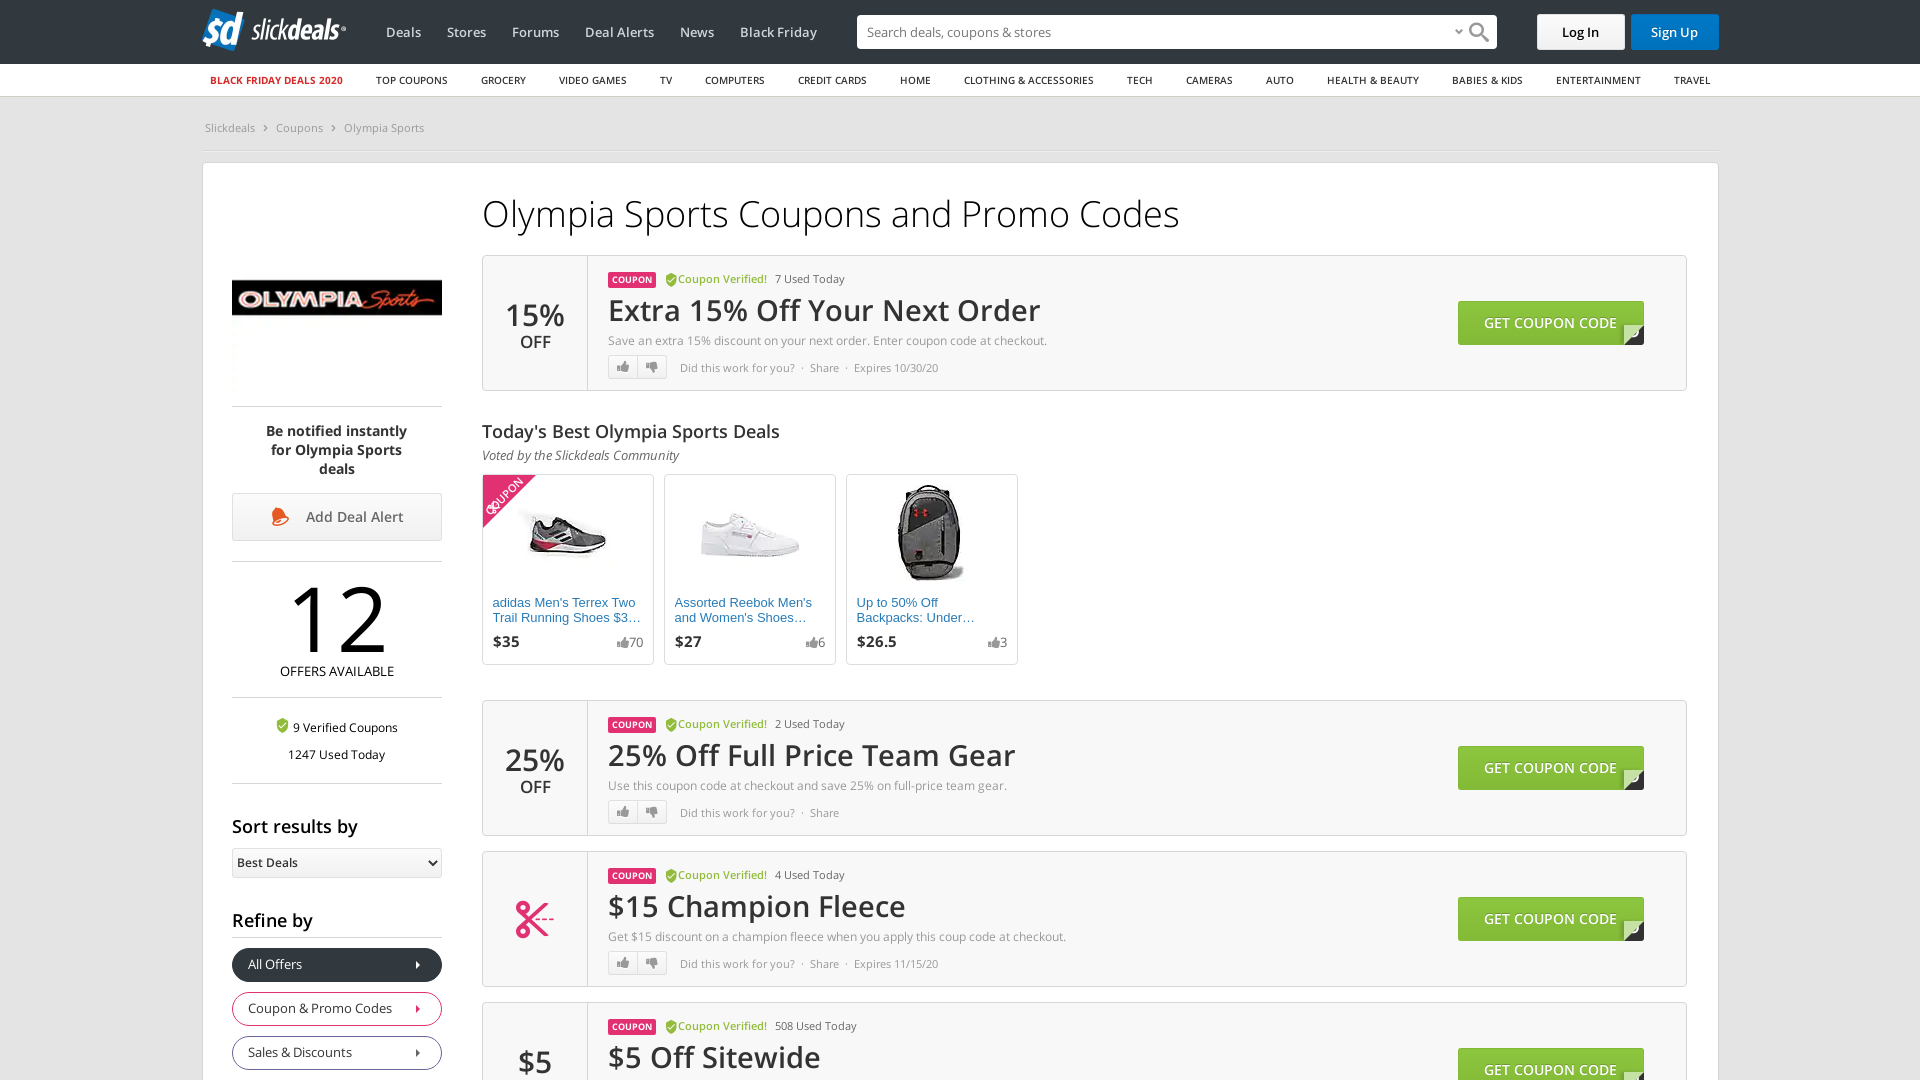 slickdeals
Deals
Stores
Forums
Deal Alerts
News
Black Friday
Search deals, coupons & stores
Log In
Sign Up
BLACK FRIDAY DEALS 2020
TOP COUPONS
GROCERY
VIDEO GAMES
TV
COMPUTERS
CREDIT CARDS
HOME
CLOTHING & ACCESSORIES
TECH
CAMERAS
AUTO
HEALTH & BEAUTY
BABIES & KIDS
ENTERTAINMENT
TRAVEL
Slickdeals > Coupons > Olympia Sports
OLYMPIA Sports
Be notified instantly
for Olympia Sports
deals
Add Deal Alert
12
OFFERS AVAILABLE
9 Verified Coupons
1247 Used Today
Sort results by
Best Deals
Refine by
All Offers
Coupon & Promo Codes
Sales & Discounts
Olympia Sports Coupons and Promo Codes
15%
OFF
COUPON Coupon Verified! 7 Used Today
Extra 15% Off Your Next Order
Save an extra 15% discount on your next order. Enter coupon code at checkout.
Did this work for you? · Share · Expires 10/30/20
GET COUPON CODE
Today's Best Olympia Sports Deals
Voted by the Slickdeals Community
COUPON
adidas Men's Terrex Two
Trail Running Shoes $3…
$35
70
Assorted Reebok Men's
and Women's Shoes…
$27
6
Up to 50% Off
Backpacks: Under…
$26.5
3
25%
OFF
COUPON Coupon Verified! 2 Used Today
25% Off Full Price Team Gear
Use this coupon code at checkout and save 25% on full-price team gear.
Did this work for you? · Share
GET COUPON CODE
COUPON Coupon Verified! 4 Used Today
$15 Champion Fleece
Get $15 discount on a champion fleece when you apply this coup code at checkout.
Did this work for you? · Share · Expires 11/15/20
GET COUPON CODE
$5
COUPON Coupon Verified! 508 Used Today
$5 Off Sitewide
GET COUPON CODE